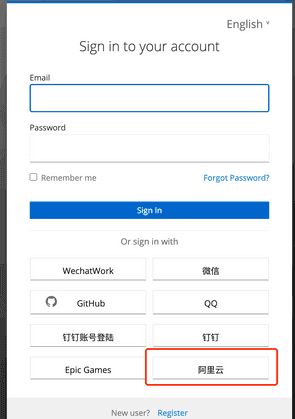 English
Sign in to your account
Email
Password
Remember me
Forgot Password?
Sign In
Or sign in with
WechatWork
微信
GitHub
QQ
钉钉账号登陆
钉钉
Epic Games
阿里云
New user? Register